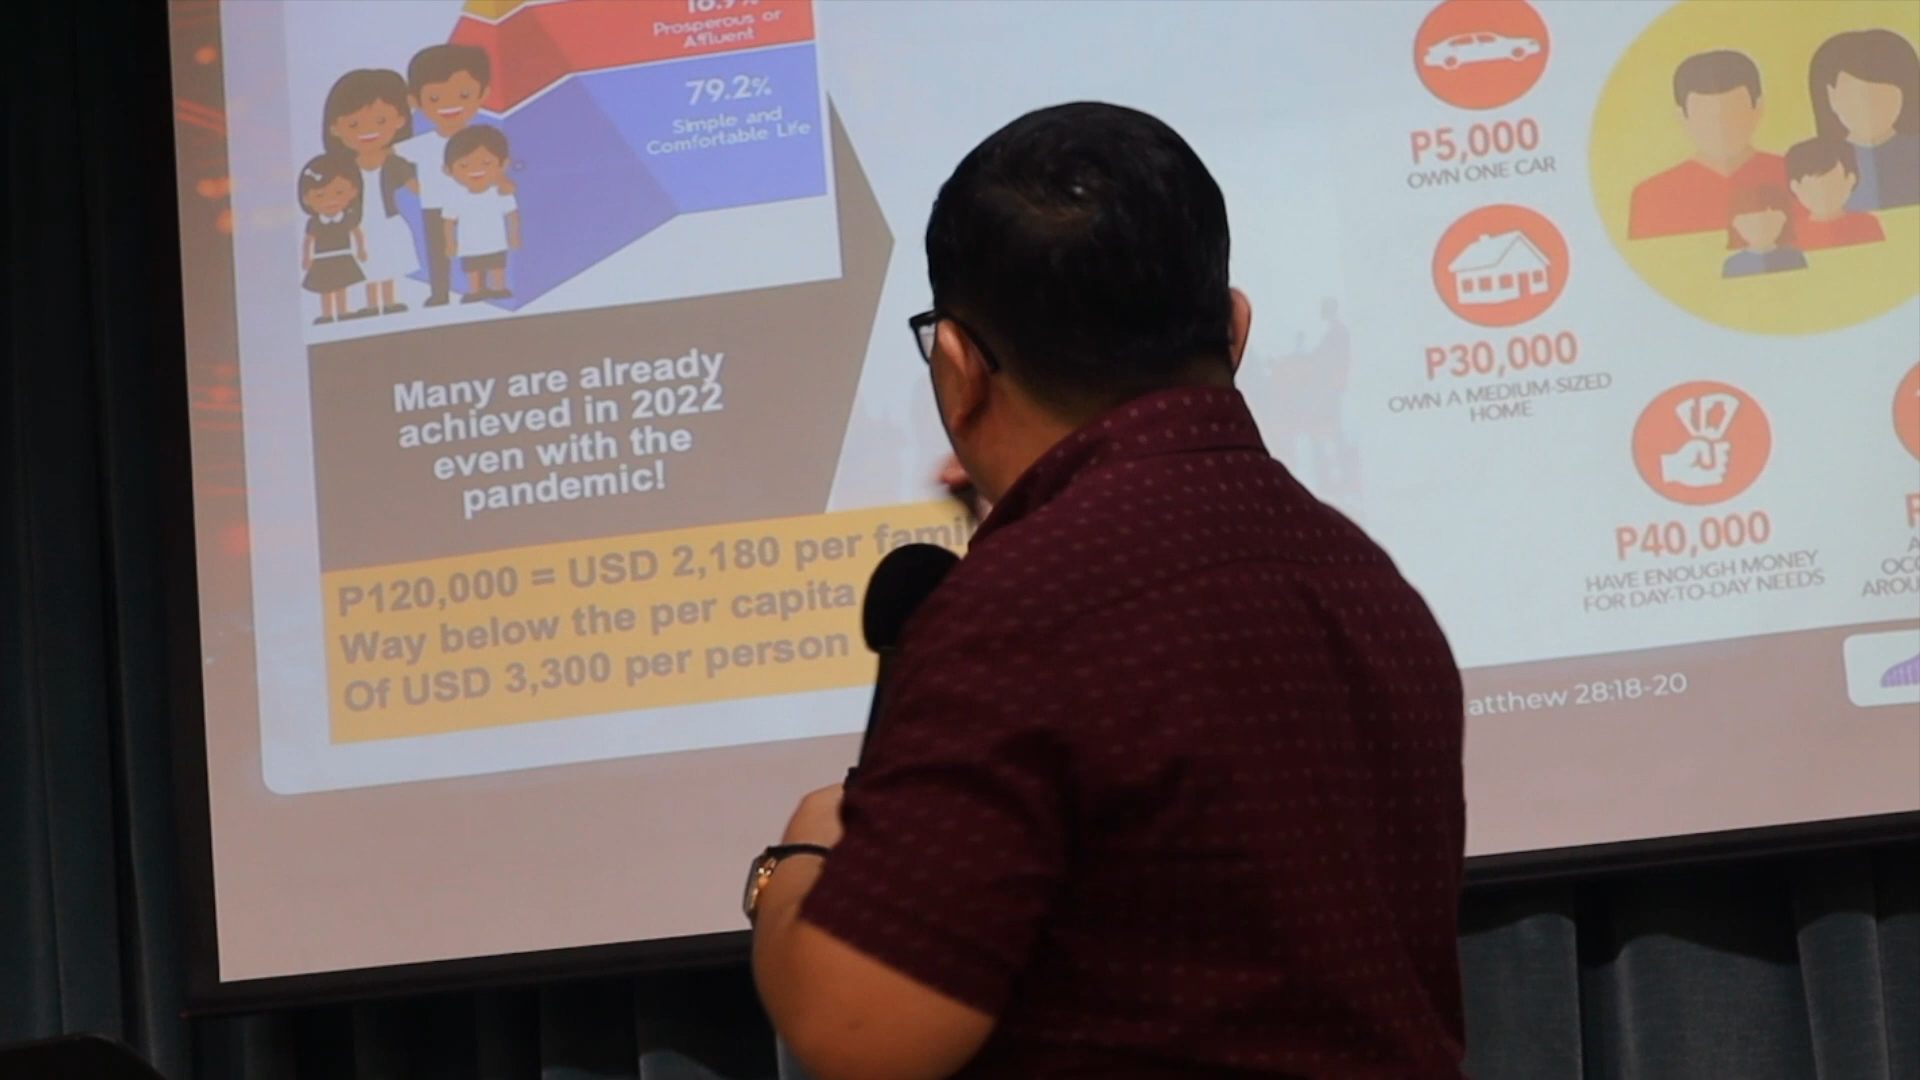 Prosperous or
Affluent
79.2%
Simple and
Comfortable Life
Many are already
achieved in 2022
even with the
pandemic!
P120,000 = USD 2,180 per
Way below the per capita
Of USD 3,300 per person
P5,000
OWN ONE CAR
P30,000
OWN A MEDIUM-SIZED
HOME
P40,000
HAVE ENOUGH MONEY
FOR DAY-TO-DAY NEEDS
atthew 28:18-20